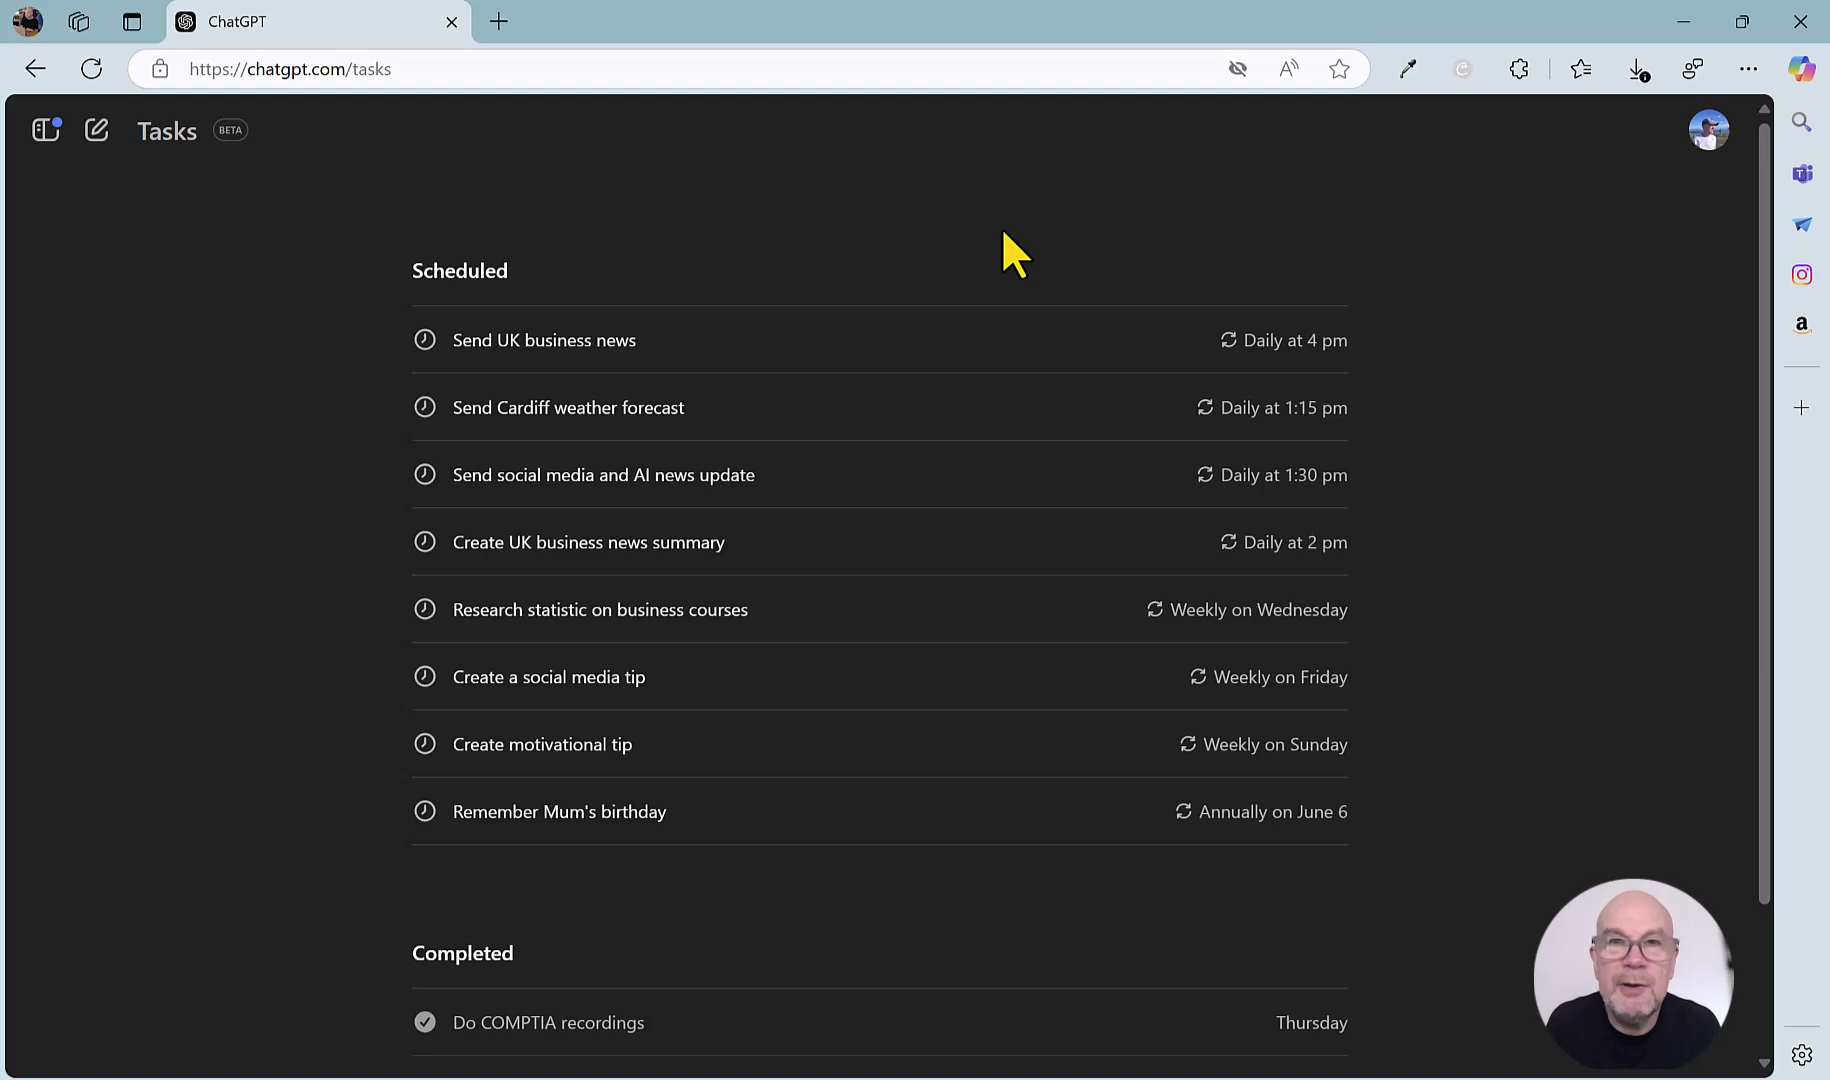 ChatGPT
https://chatgpt.com/tasks
Tasks BETA
Scheduled
Send UK business news Daily at 4 pm
Send Cardiff weather forecast Daily at 1:15 pm
Send social media and AI news update Daily at 1:30 pm
Create UK business news summary Daily at 2 pm
Research statistic on business courses Weekly on Wednesday
Create a social media tip Weekly on Friday
Create motivational tip Weekly on Sunday
Remember Mum's birthday Annually on June 6
Completed
Do COMPTIA recordings Thursday